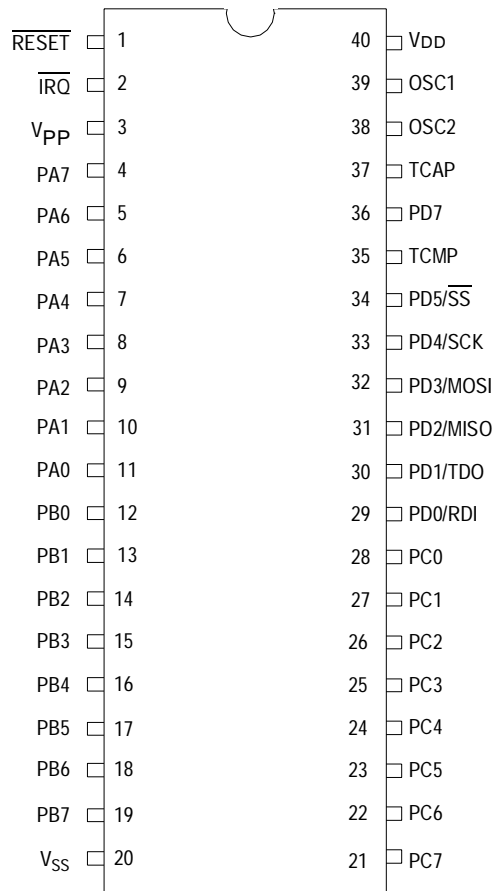 RESET 1 40 VDD
IRQ 2 39 OSC1
VPP 3 38 OSC2
PA7 4 37 TCAP
PA6 5 36 PD7
PA5 6 35 TCMP
PA4 7 34 PD5/SS
PA3 8 33 PD4/SCK
PA2 9 32 PD3/MOSI
PA1 10 31 PD2/MISO
PA0 11 30 PD1/TDO
PB0 12 29 PD0/RDI
PB1 13 28 PC0
PB2 14 27 PC1
PB3 15 26 PC2
PB4 16 25 PC3
PB5 17 24 PC4
PB6 18 23 PC5
PB7 19 22 PC6
VSS 20 21 PC7